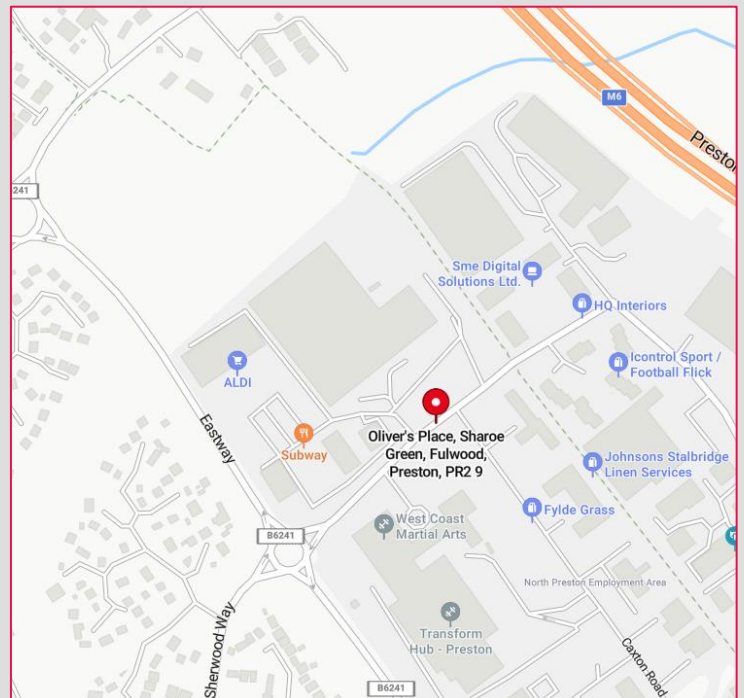 M6
Preston
241
Sme Digital
Solutions Ltd.
HQ Interiors
Icontrol Sport /
Football Flick
ALDI
Eastway
Subway
Oliver's Place, Sharoe
Green, Fulwood,
Preston, PR2 9
Johnsons Stalbridge
Linen Services
Fylde Grass
West Coast
Martial Arts
B6241
North Preston Employment Area
Sherwood Way
Transform
Hub - Preston
Caxton Road
B6241